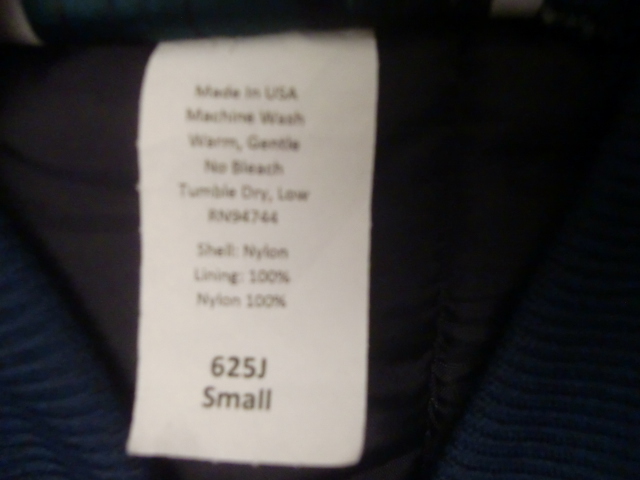 Made In USA
Machine Wash
Warm, Gentle
No Bleach
Tumble Dry, Low
RN94744
Shell: Nylon
Lining: 100%
Nylon 100%
625J
Small